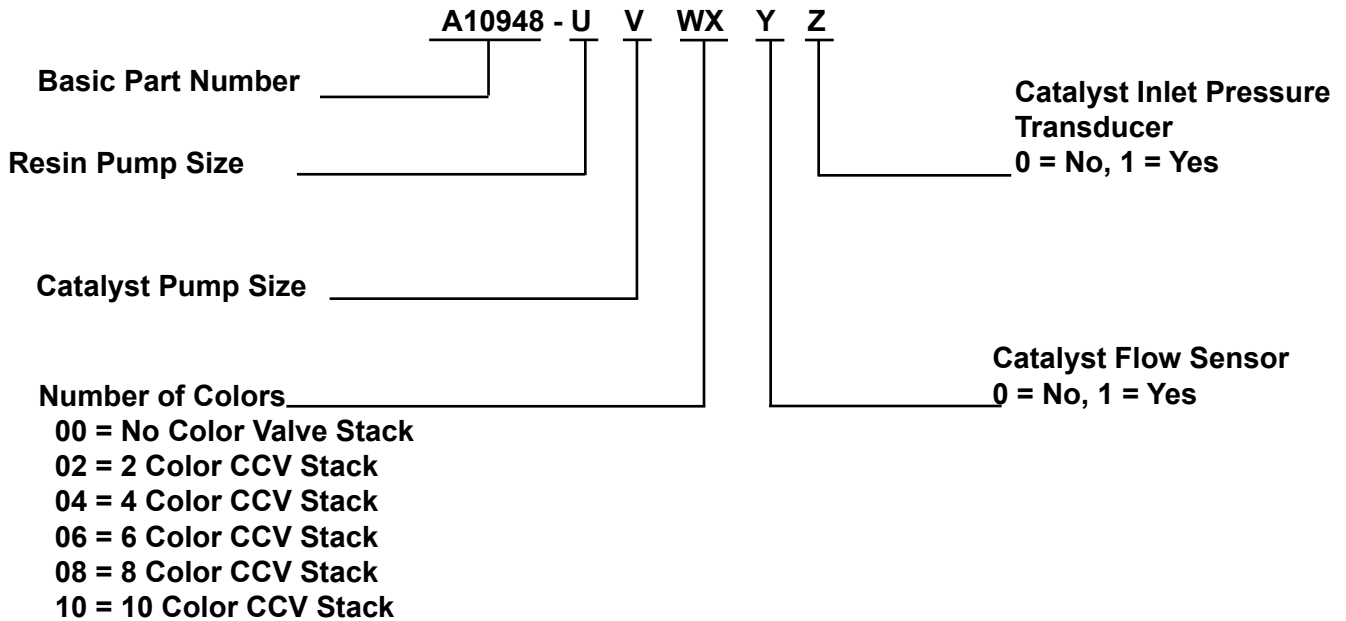 A10948 - U V WX Y Z
Basic Part Number
Resin Pump Size
Catalyst Pump Size
Number of Colors
00 = No Color Valve Stack
02 = 2 Color CCV Stack
04 = 4 Color CCV Stack
06 = 6 Color CCV Stack
08 = 8 Color CCV Stack
10 = 10 Color CCV Stack
Catalyst Inlet Pressure
Transducer
0 = No, 1 = Yes
Catalyst Flow Sensor
0 = No, 1 = Yes